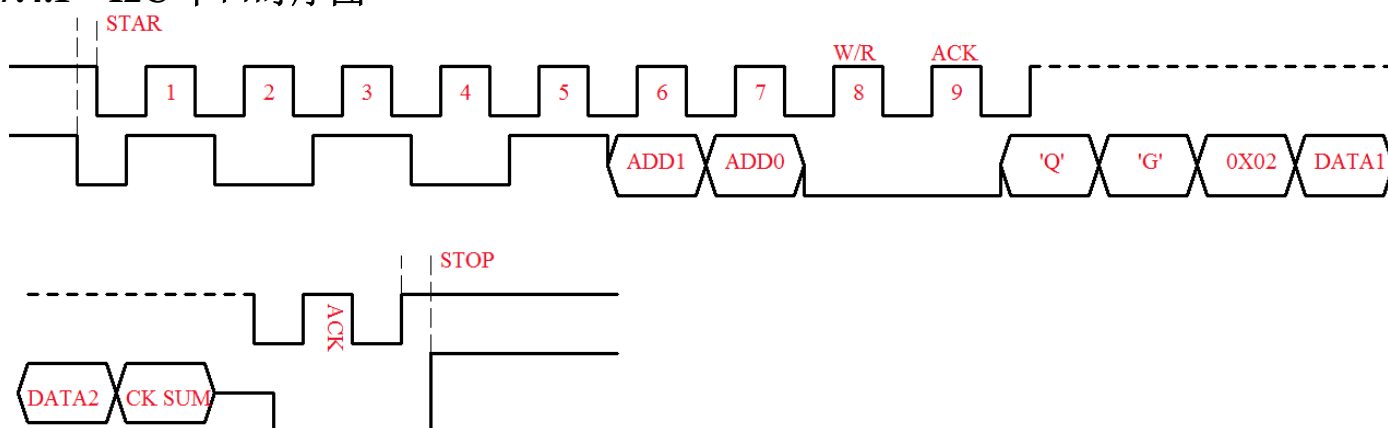 STAR
W/R ACK
1 2 3 4 5 6 7 8 9
ADD1 ADD0 'Q' 'G' 0X02 DATA1
STOP
ACK
DATA2 CK SUM